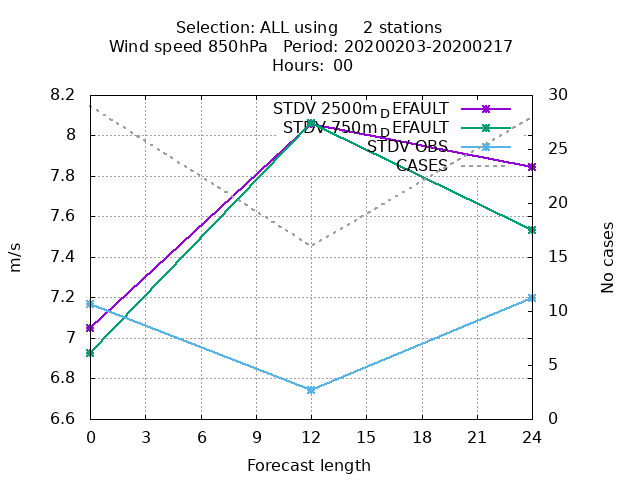 Selection: ALL using     2 stations
Wind speed 850hPa   Period: 20200203-20200217
Hours:  00
8.2
8
7.8
7.6
7.4
7.2
7
6.8
6.6
m/s
STDV 2500m_DEFAULT
STDV 750m_DEFAULT
STDV OBS
CASES
30
25
20
15
10
5
0
No cases
0 3 6 9 12 15 18 21 24
Forecast length